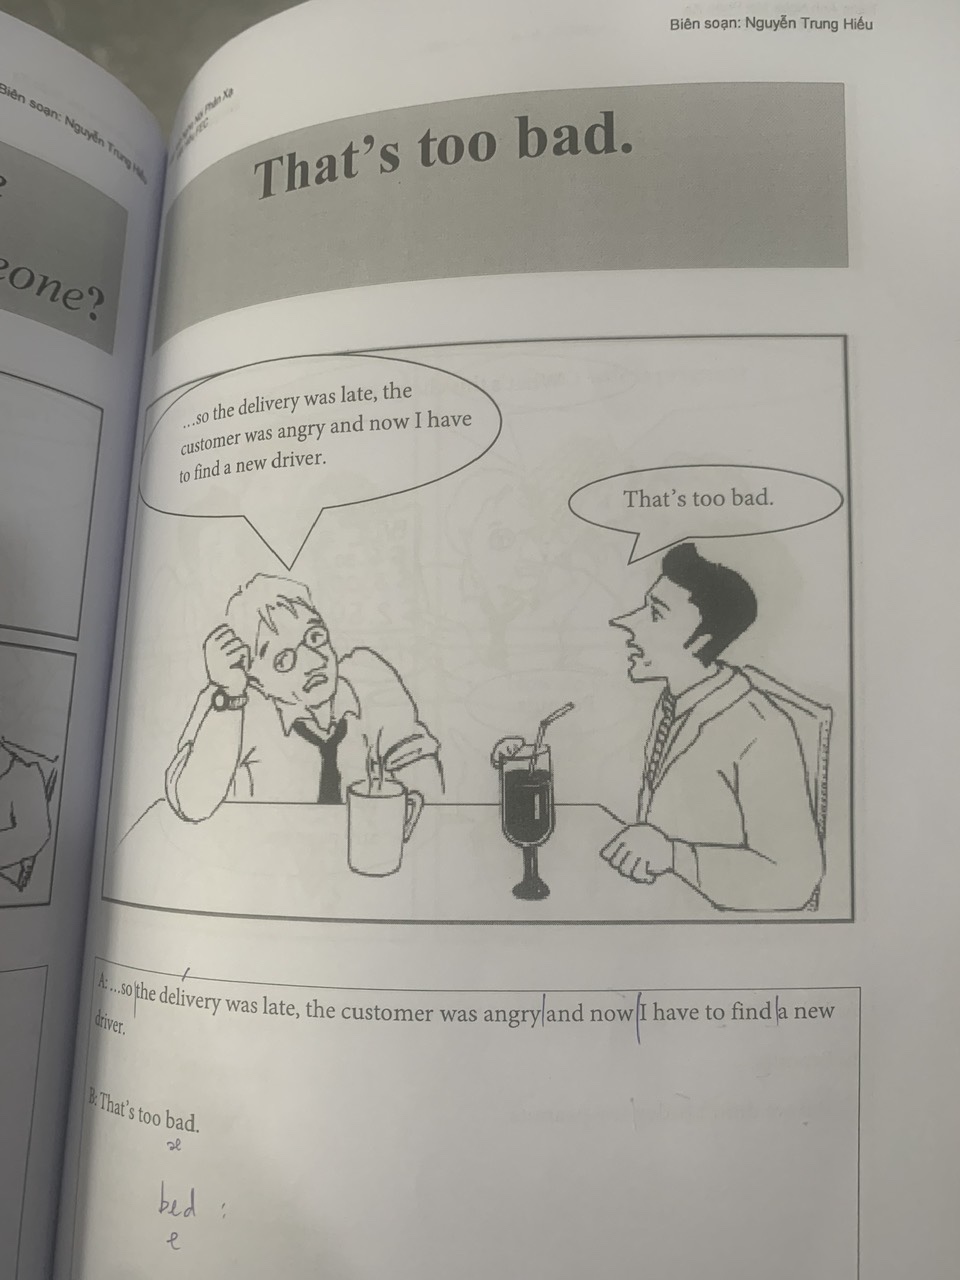 Biên soạn: Nguyễn Trung Hiếu
Biên soạn: Nguyễn Trung Hiếu
Phản Xạ
?
eone?
That's too bad.
...so the delivery was late, the
customer was angry and now I have
to find a new driver.
That's too bad.
A: ...so the delivery was late, the customer was angry and now I have to find a new
driver.
B: That's too bad.
æ
bed :
e